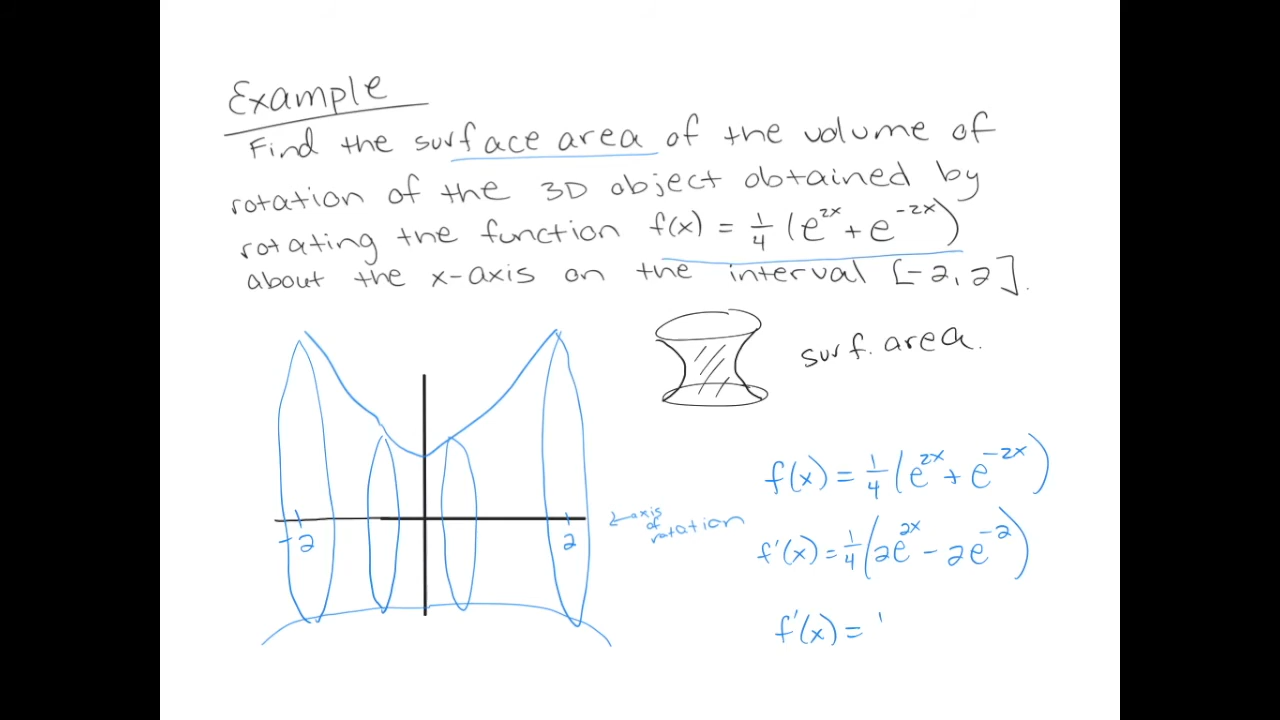 Example
Find the surface area of the volume of
rotation of the 3D object obtained by
rotating the function f(x) = 1/4 (e^2x + e^-2x)
about the x-axis on the interval [-2, 2].
surf. area.
-2
2
←axis
of
rotation
f(x) = 1/4 (e^2x + e^-2x)
f'(x) = 1/4 (2e^2x - 2e^-2)
f'(x) = '